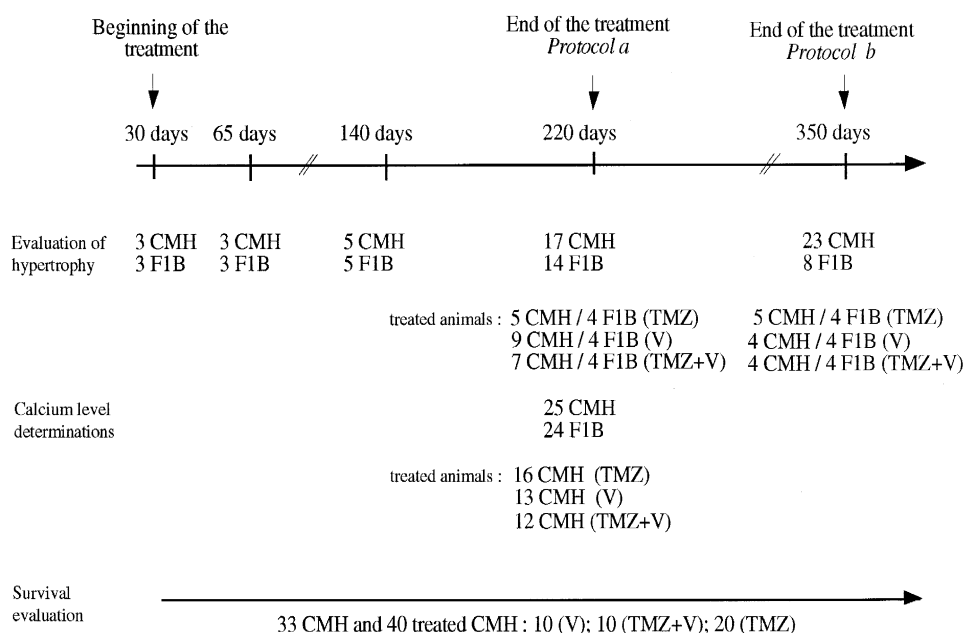 Beginning of the
treatment
End of the treatment
Protocol a
End of the treatment
Protocol b
30 days
65 days
140 days
220 days
350 days
Evaluation of
hypertrophy
3 CMH
3 F1B
3 CMH
3 F1B
5 CMH
5 F1B
17 CMH
14 F1B
23 CMH
8 F1B
treated animals :
5 CMH / 4 F1B (TMZ)
9 CMH / 4 F1B (V)
7 CMH / 4 F1B (TMZ+V)
5 CMH / 4 F1B (TMZ)
4 CMH / 4 F1B (V)
4 CMH / 4 F1B (TMZ+V)
Calcium level
determinations
25 CMH
24 F1B
treated animals :
16 CMH (TMZ)
13 CMH (V)
12 CMH (TMZ+V)
Survival
evaluation
33 CMH and 40 treated CMH : 10 (V); 10 (TMZ+V); 20 (TMZ)